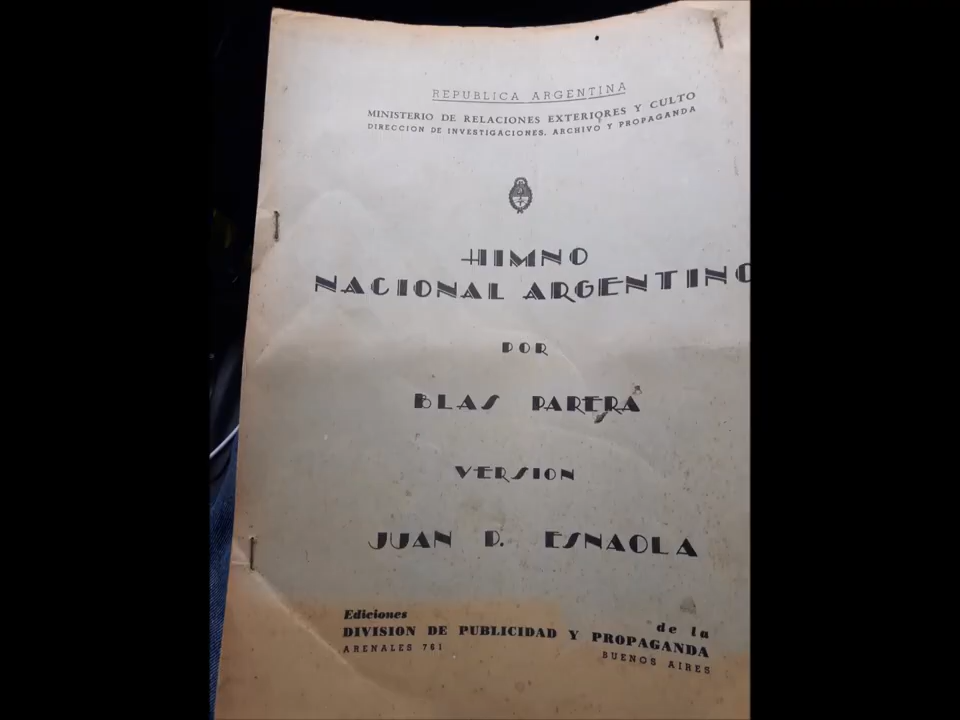 REPUBLICA ARGENTINA
MINISTERIO DE RELACIONES EXTERIORES Y CULTO
DIRECCION DE INVESTIGACIONES, ARCHIVO Y PROPAGANDA
HIMNO
NACIONAL ARGENTINO
POR
BLAS PARERA
VERSION
JUAN P. ESNAOLA
Ediciones de la
DIVISION DE PUBLICIDAD Y PROPAGANDA
ARENALES 761 BUENOS AIRES